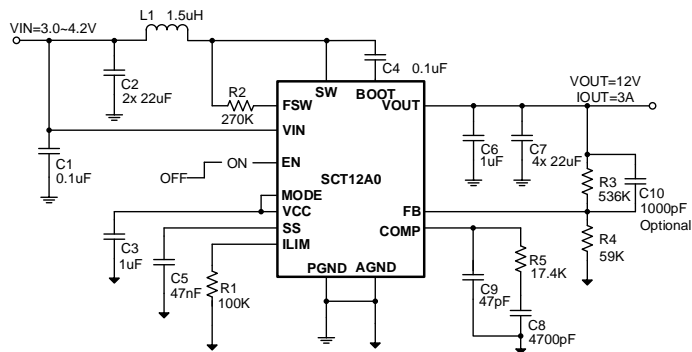 L1 1.5uH
VIN=3.0~4.2V
C4 0.1uF
C2
2x 22uF
R2
270K
SW
BOOT
FSW
VOUT
VOUT=12V
IOUT=3A
VIN
C1
0.1uF
C6
1uF
C7
4x 22uF
OFF
ON
EN
SCT12A0
R3
536K
C10
1000pF
Optional
MODE
VCC
FB
SS
COMP
ILIM
R4
59K
C3
1uF
C5
47nF
R1
100K
PGND
AGND
R5
17.4K
C9
47pF
C8
4700pF